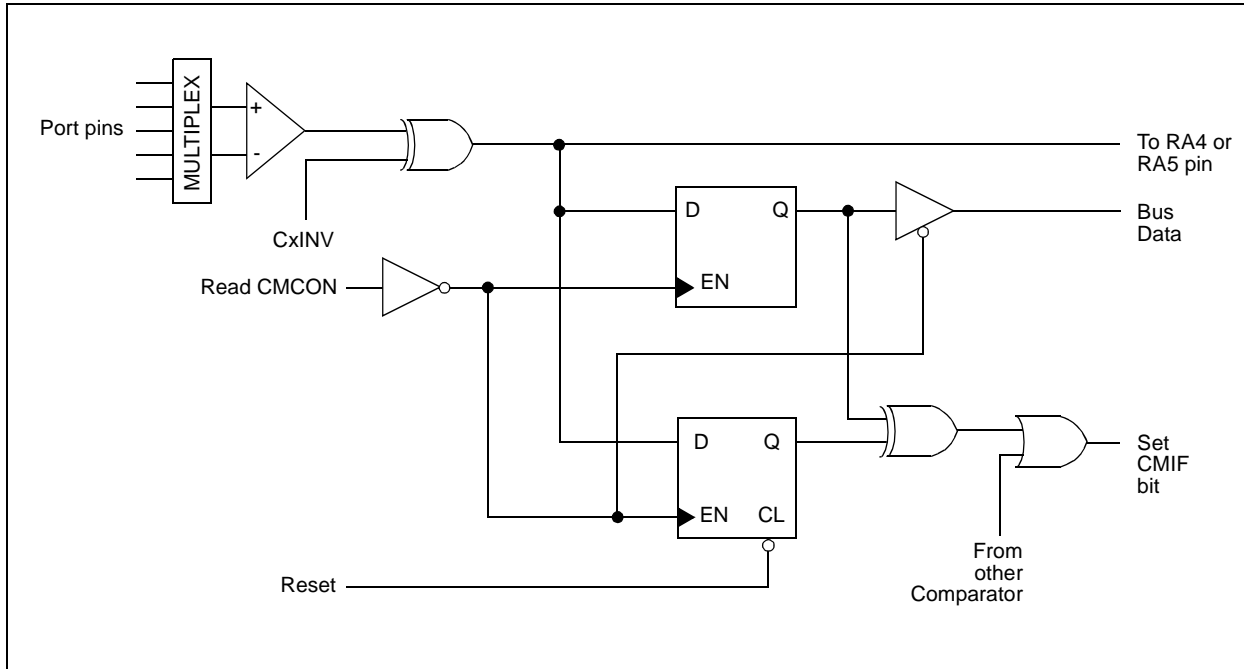 MULTIPLEX
+
-
Port pins
CxINV
To RA4 or
RA5 pin
D
Q
EN
Bus
Data
Read CMCON
D
Q
EN
CL
Set
CMIF
bit
From
other
Comparator
Reset